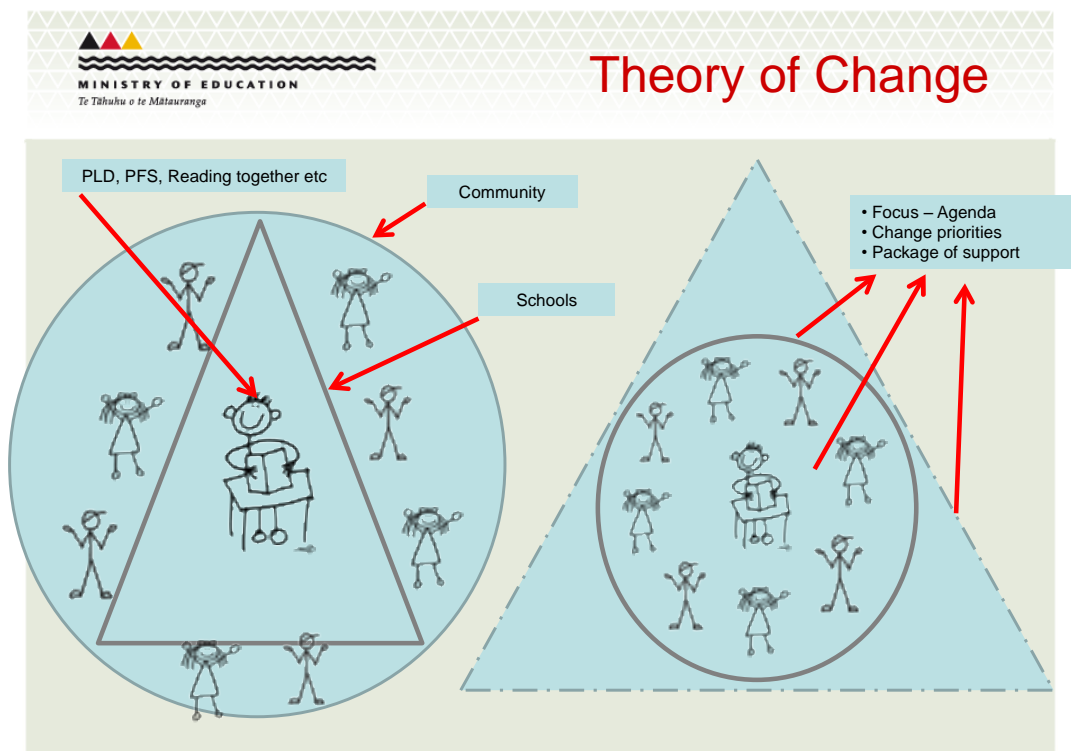 MINISTRY OF EDUCATION
Te Tāhuhu o te Mātauranga
Theory of Change
PLD, PFS, Reading together etc
Community
Schools
• Focus – Agenda
• Change priorities
• Package of support